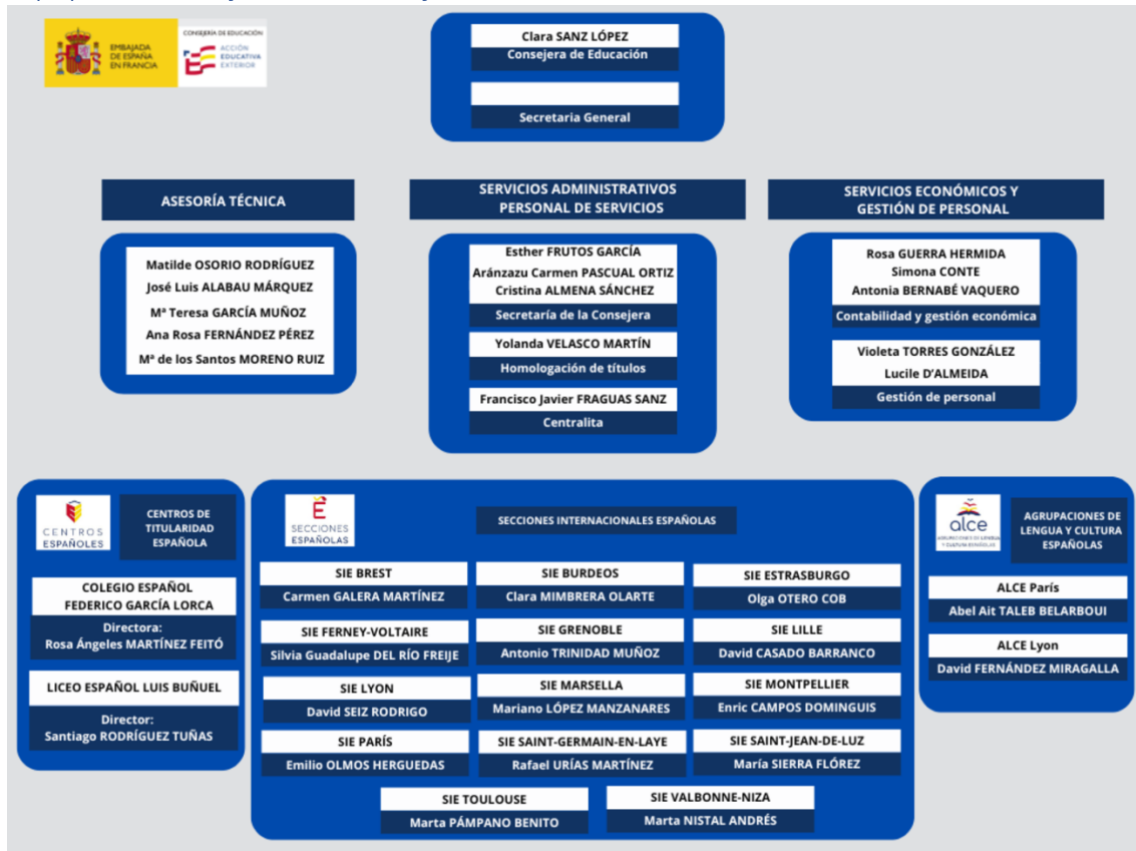 EMBAJADA
DE ESPAÑA
EN FRANCIA
CONSEJERÍA DE EDUCACIÓN
ACCIÓN
EDUCATIVA
EXTERIOR
Clara SANZ LÓPEZ
Consejera de Educación
Secretaria General
ASESORÍA TÉCNICA
Matilde OSORIO RODRÍGUEZ
José Luis ALABAU MÁRQUEZ
Mª Teresa GARCÍA MUÑOZ
Ana Rosa FERNÁNDEZ PÉREZ
Mª de los Santos MORENO RUIZ
SERVICIOS ADMINISTRATIVOS
PERSONAL DE SERVICIOS
Esther FRUTOS GARCÍA
Aránzazu Carmen PASCUAL ORTIZ
Cristina ALMENA SÁNCHEZ
Secretaría de la Consejera
Yolanda VELASCO MARTÍN
Homologación de títulos
Francisco Javier FRAGUAS SANZ
Centralita
SERVICIOS ECONÓMICOS Y
GESTIÓN DE PERSONAL
Rosa GUERRA HERMIDA
Simona CONTE
Antonia BERNABÉ VAQUERO
Contabilidad y gestión económica
Violeta TORRES GONZÁLEZ
Lucile D'ALMEIDA
Gestión de personal
CENTROS
ESPAÑOLES
CENTROS DE
TITULARIDAD
ESPAÑOLA
COLEGIO ESPAÑOL
FEDERICO GARCÍA LORCA
Directora:
Rosa Ángeles MARTÍNEZ FEITÓ
LICEO ESPAÑOL LUIS BUÑUEL
Director:
Santiago RODRÍGUEZ TUÑAS
SECCIONES
ESPAÑOLAS
SECCIONES INTERNACIONALES ESPAÑOLAS
SIE BREST
Carmen GALERA MARTÍNEZ
SIE BURDEOS
Clara MIMBRERA OLARTE
SIE ESTRASBURGO
Olga OTERO COB
SIE FERNEY-VOLTAIRE
Silvia Guadalupe DEL RÍO FREIJE
SIE GRENOBLE
Antonio TRINIDAD MUÑOZ
SIE LILLE
David CASADO BARRANCO
SIE LYON
David SEIZ RODRIGO
SIE MARSELLA
Mariano LÓPEZ MANZANARES
SIE MONTPELLIER
Enric CAMPOS DOMINGUIS
SIE PARÍS
Emilio OLMOS HERGUEDAS
SIE SAINT-GERMAIN-EN-LAYE
Rafael URÍAS MARTÍNEZ
SIE SAINT-JEAN-DE-LUZ
María SIERRA FLÓREZ
SIE TOULOUSE
Marta PÁMPANO BENITO
SIE VALBONNE-NIZA
Marta NISTAL ANDRÉS
alce
AGRUPACIONES DE LENGUA
Y CULTURA ESPAÑOLAS
AGRUPACIONES DE
LENGUA Y CULTURA
ESPAÑOLAS
ALCE París
Abel Ait TALEB BELARBOUI
ALCE Lyon
David FERNÁNDEZ MIRAGALLA